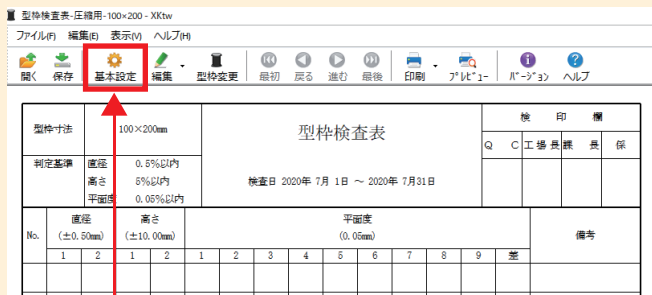 型枠検査表-圧縮用-100×200 - XKtw
ファイル(F) 編集(E) 表示(V) ヘルプ(H)
開く 保存 基本設定 編集 型枠変更 最初 戻る 進む 最後 印刷 プレビュー バージョン ヘルプ
型枠寸法 100×200mm 型枠検査表 検 印 欄
Q C 工場長 課 長 係
判定基準 直径 0.5%以内
高さ 5%以内 検査日 2020年 7月 1日 ～ 2020年 7月31日
平面度 0.05%以内
No. 直径 高さ 平面度 備考
(±0.50mm) (±10.00mm) (0.05mm)
1 2 1 2 1 2 3 4 5 6 7 8 9 差